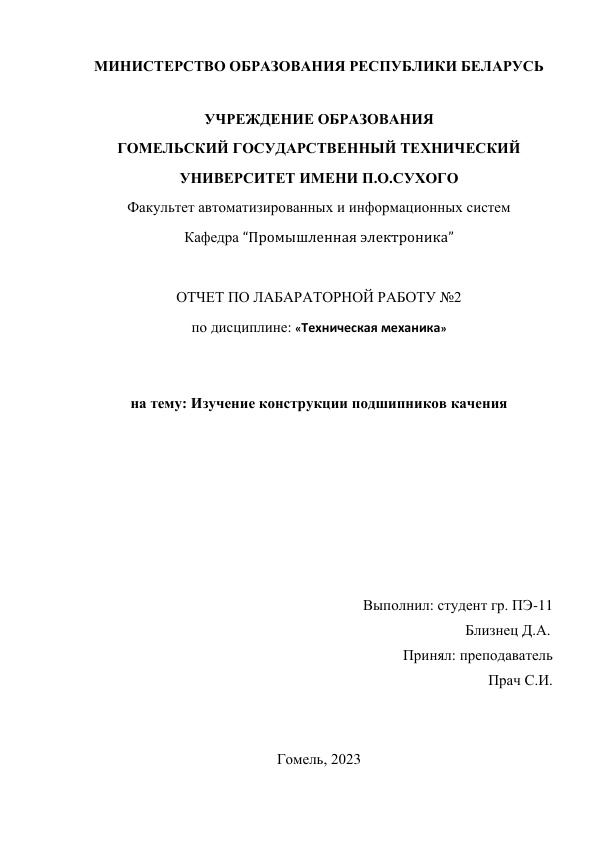 МИНИСТЕРСТВО ОБРАЗОВАНИЯ РЕСПУБЛИКИ БЕЛАРУСЬ
УЧРЕЖДЕНИЕ ОБРАЗОВАНИЯ
ГОМЕЛЬСКИЙ ГОСУДАРСТВЕННЫЙ ТЕХНИЧЕСКИЙ
УНИВЕРСИТЕТ ИМЕНИ П.О.СУХОГО
Факультет автоматизированных и информационных систем
Кафедра “Промышленная электроника”
ОТЧЕТ ПО ЛАБАРАТОРНОЙ РАБОТУ №2
по дисциплине: «Техническая механика»
на тему: Изучение конструкции подшипников качения
Выполнил: студент гр. ПЭ-11
Близнец Д.А.
Принял: преподаватель
Прач С.И.
Гомель, 2023